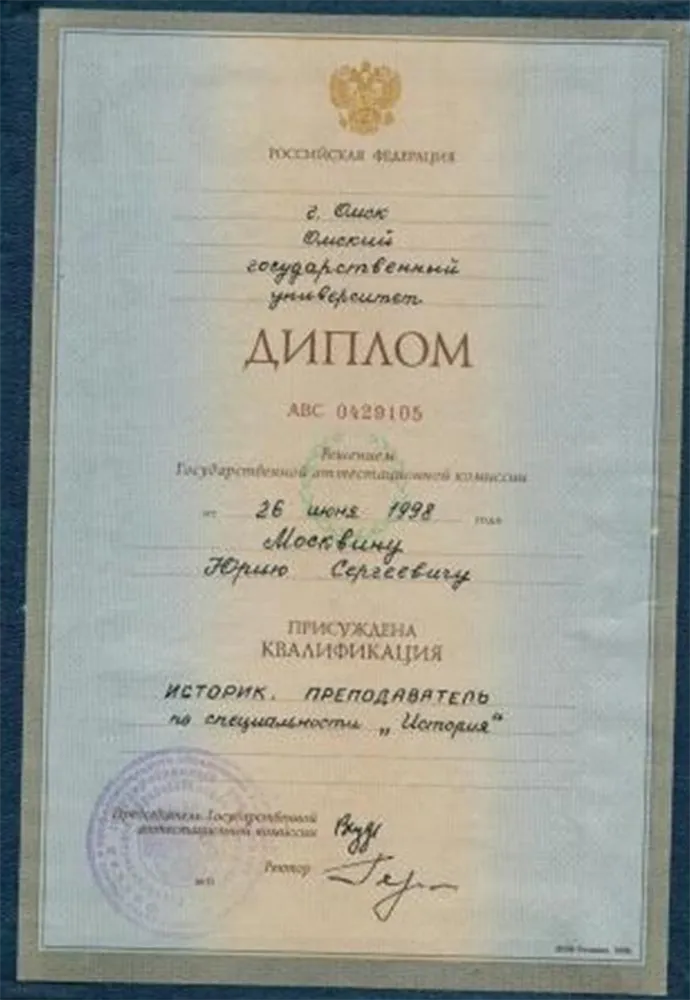 РОССИЙСКАЯ ФЕДЕРАЦИЯ
г. Омск
Омский
государственный
университет
ДИПЛОМ
АВС 0429105
Решением
Государственной аттестационной комиссии
от 26 июня 1998 года
Москвину
Юрию Сергеевичу
ПРИСУЖДЕНА
КВАЛИФИКАЦИЯ
ИСТОРИК. ПРЕПОДАВАТЕЛЬ
по специальности „История“
Председатель Государственной
аттестационной комиссии
Ректор